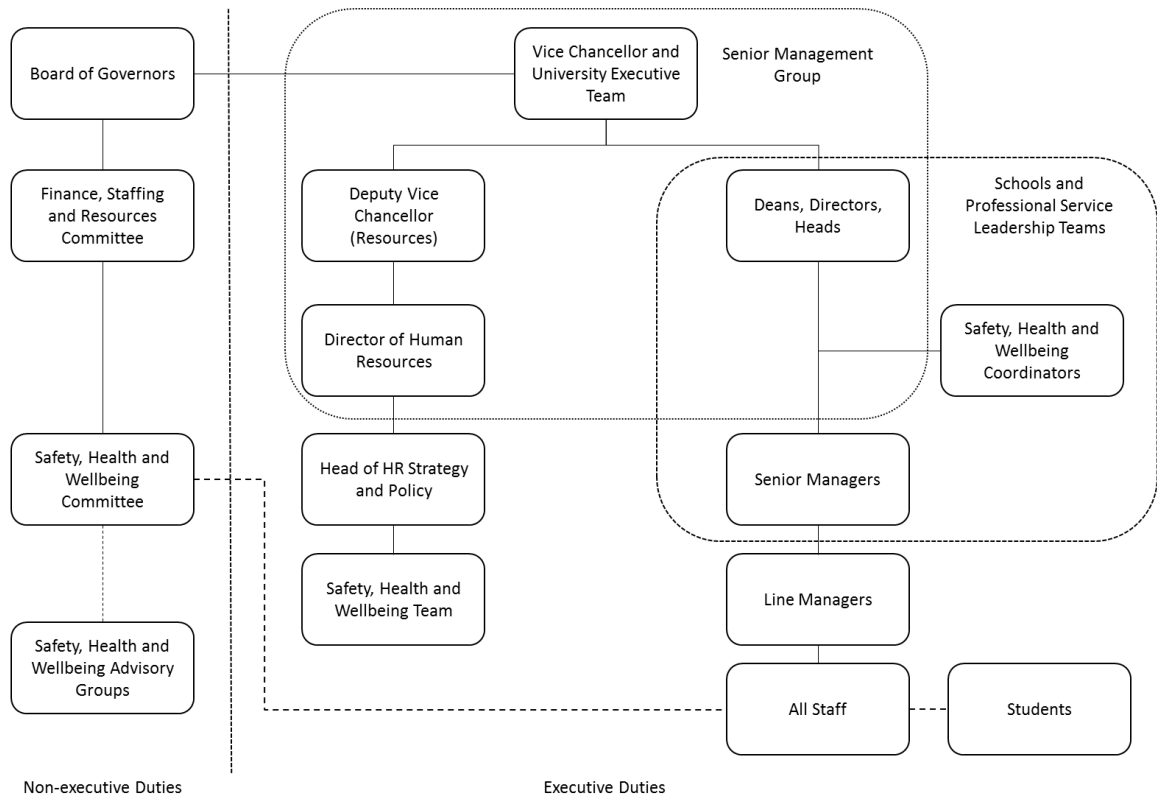 Board of Governors
Vice Chancellor and
University Executive
Team
Senior Management
Group
Finance, Staffing
and Resources
Committee
Deputy Vice
Chancellor
(Resources)
Deans, Directors,
Heads
Schools and
Professional Service
Leadership Teams
Director of Human
Resources
Safety, Health and
Wellbeing
Coordinators
Safety, Health and
Wellbeing
Committee
Head of HR Strategy
and Policy
Senior Managers
Safety, Health and
Wellbeing Team
Line Managers
Safety, Health and
Wellbeing Advisory
Groups
All Staff
Students
Non-executive Duties
Executive Duties